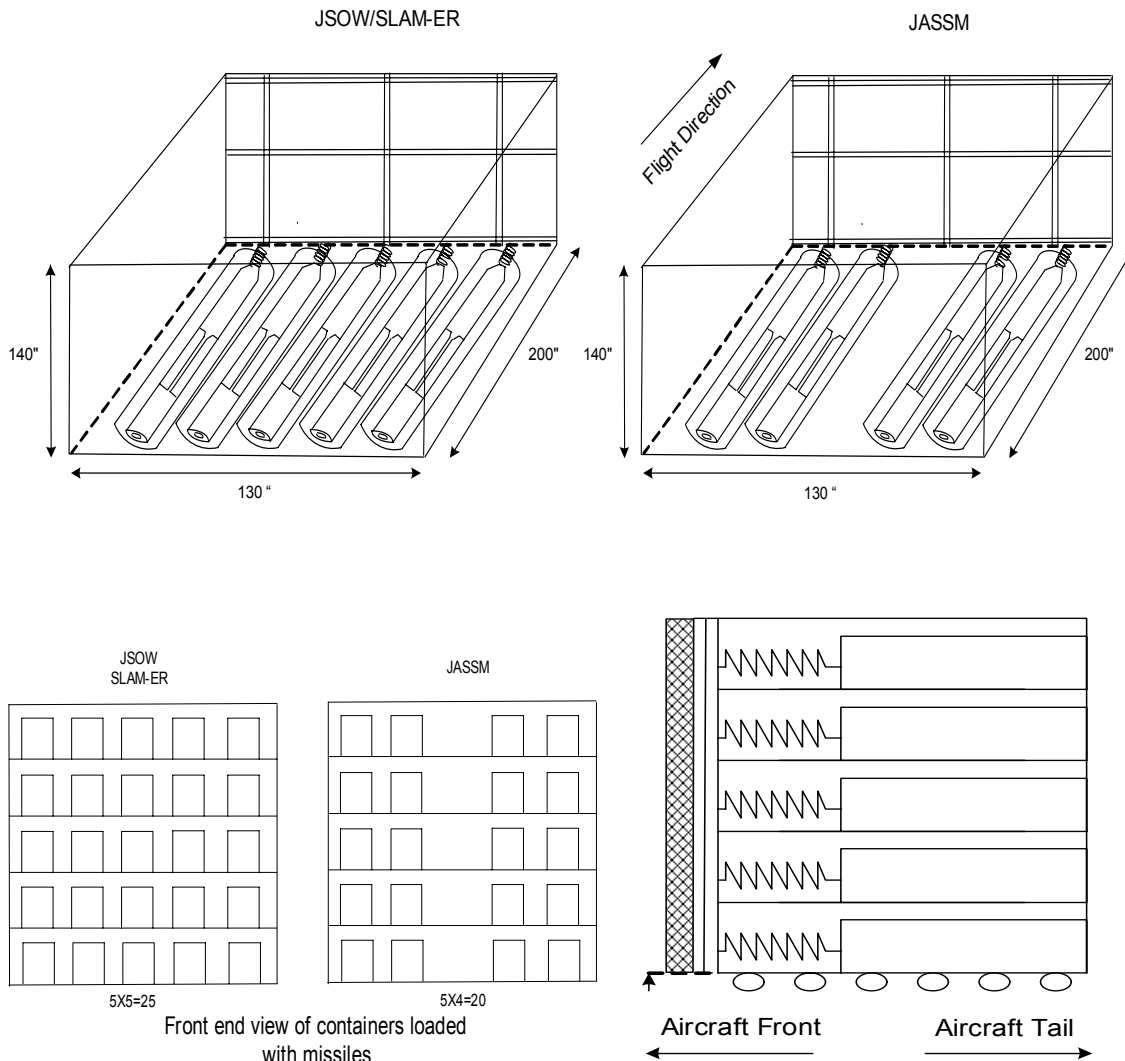 JSOW/SLAM-ER
140"
200"
130 “
JASSM
Flight Direction
140"
200"
130 “
JSOW
SLAM-ER
5X5=25
JASSM
5X4=20
Front end view of containers loaded
with missiles
Aircraft Front
Aircraft Tail